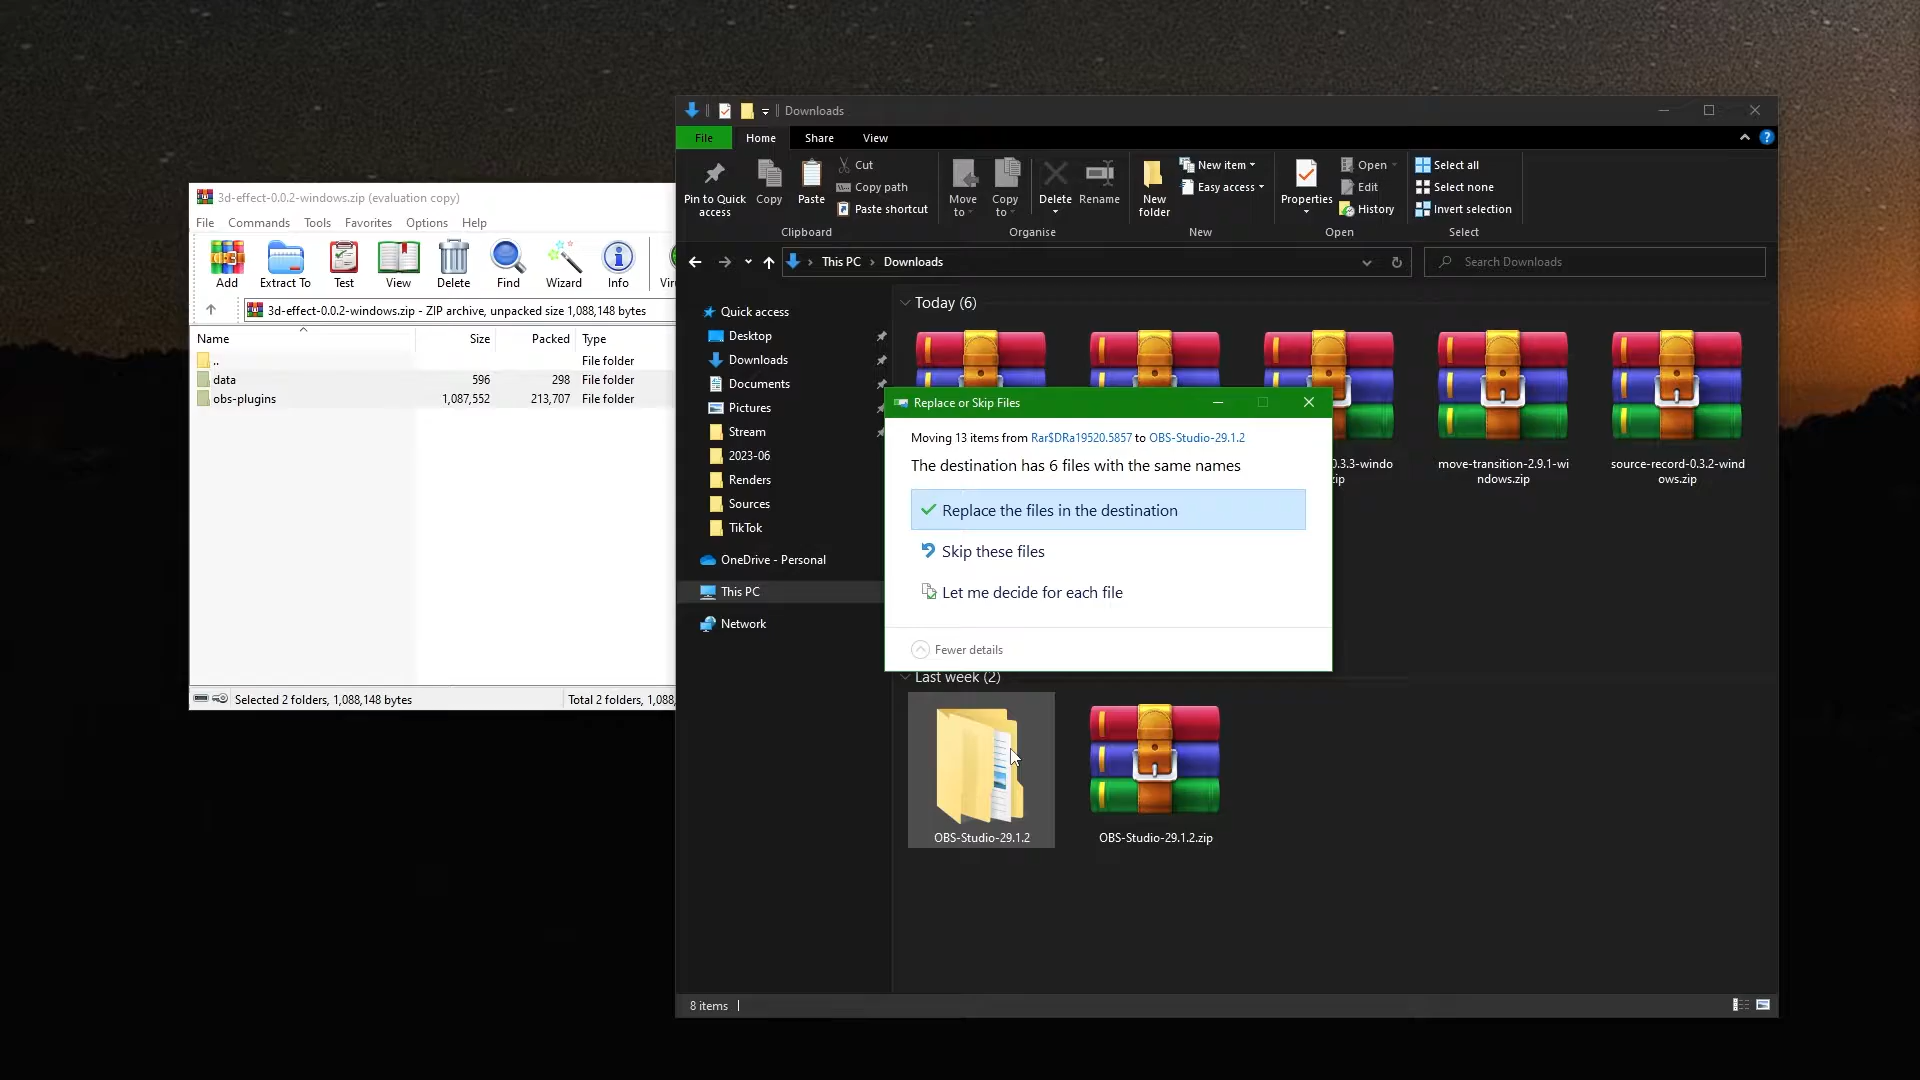 3d-effect-0.0.2-windows.zip (evaluation copy)
File Commands Tools Favorites Options Help
Add Extract To Test View Delete Find Wizard Info
3d-effect-0.0.2-windows.zip - ZIP archive, unpacked size 1,088,148 bytes
Name Size Packed Type
.. File folder
data 596 298 File folder
obs-plugins 1,087,552 213,707 File folder
Selected 2 folders, 1,088,148 bytes
Total 2 folders, 1,088
Downloads
File Home Share View
Pin to Quick access
Copy
Paste
Cut
Copy path
Paste shortcut
Clipboard
Move to
Copy to
Delete
Rename
Organise
New folder
New item
Easy access
New
Properties
Open
Edit
History
Open
Select all
Select none
Invert selection
Select
This PC > Downloads
Search Downloads
Quick access
Desktop
Downloads
Documents
Pictures
Stream
2023-06
Renders
Sources
TikTok
OneDrive - Personal
This PC
Network
Today (6)
0.3.3-windo
zip
move-transition-2.9.1-wi
ndows.zip
source-record-0.3.2-wind
ows.zip
Replace or Skip Files
Moving 13 items from Rar$DRa19520.5857 to OBS-Studio-29.1.2
The destination has 6 files with the same names
Replace the files in the destination
Skip these files
Let me decide for each file
Fewer details
Last week (2)
OBS-Studio-29.1.2
OBS-Studio-29.1.2.zip
8 items